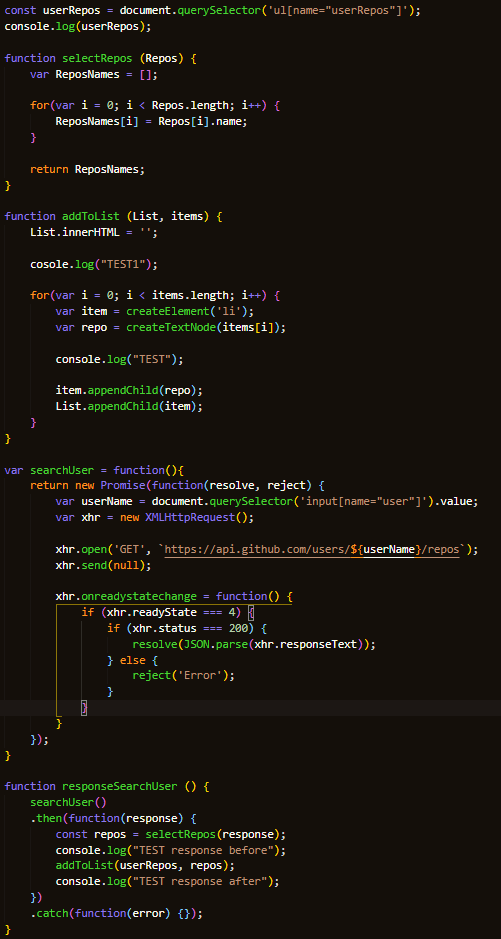 const userRepos = document.querySelector('ul[name="userRepos"]');
console.log(userRepos);

function selectRepos (Repos) {
    var ReposNames = [];

    for(var i = 0; i < Repos.length; i++) {
        ReposNames[i] = Repos[i].name;
    }

    return ReposNames;
}

function addToList (List, items) {
    List.innerHTML = '';

    cosole.log("TEST1");

    for(var i = 0; i < items.length; i++) {
        var item = createElement('li');
        var repo = createTextNode(items[i]);

        console.log("TEST");

        item.appendChild(repo);
        List.appendChild(item);
    }
}

var searchUser = function(){
    return new Promise(function(resolve, reject) {
        var userName = document.querySelector('input[name="user"]').value;
        var xhr = new XMLHttpRequest();

        xhr.open('GET', `https://api.github.com/users/${userName}/repos`);
        xhr.send(null);

        xhr.onreadystatechange = function() {
            if (xhr.readyState === 4) {
                if (xhr.status === 200) {
                    resolve(JSON.parse(xhr.responseText));
                } else {
                    reject('Error');
                }
            }
        }
    });
}

function responseSearchUser () {
    searchUser()
    .then(function(response) {
        const repos = selectRepos(response);
        console.log("TEST response before");
        addToList(userRepos, repos);
        console.log("TEST response after");
    })
    .catch(function(error) {});
}